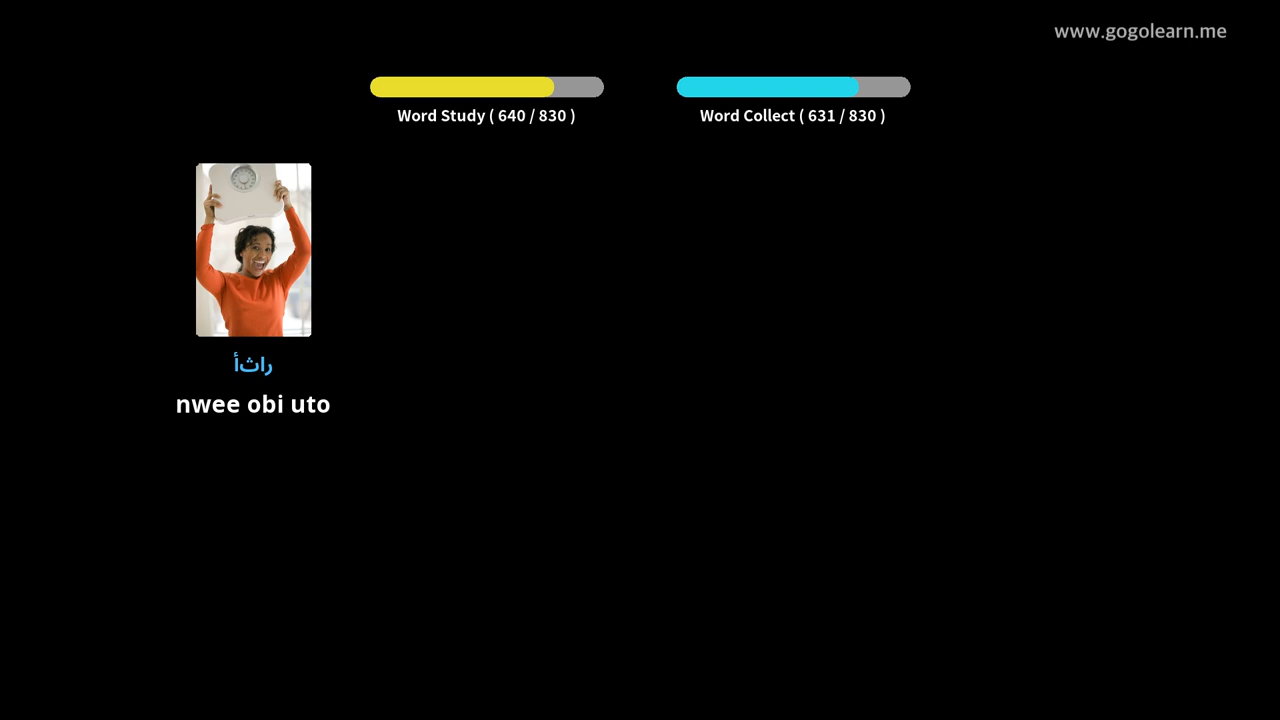 www.gogolearn.me
Word Study ( 640 / 830 )
Word Collect ( 631 / 830 )
راثأ
nwee obi uto